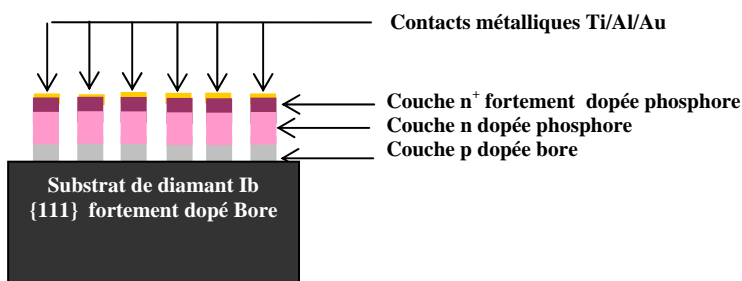 Contacts métalliques Ti/Al/Au
Couche n⁺ fortement dopée phosphore
Couche n dopée phosphore
Couche p dopée bore
Substrat de diamant Ib
{111} fortement dopé Bore